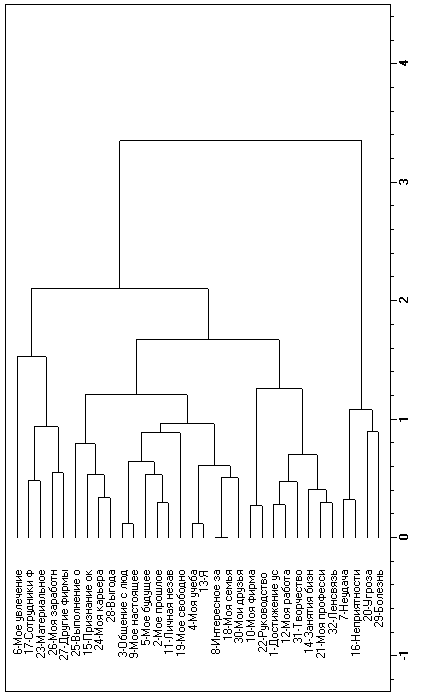 6-Мое увлечение
17-Сотрудники ф
23-Материальное
26-Моя заработн
27-Другие фирмы
25-Выполнение о
15-Признание ок
24-Моя карьера
28-Выгода
3-Общение с люд
9-Мое настоящее
5-Мое будущее
2-Мое прошлое
11-Личная незав
19-Мое свободно
4-Моя учеба
13-Я
8-Интересное за
18-Моя семья
30-Мои друзья
10-Моя фирма
22-Руководство
1-Достижение ус
12-Моя работа
31-Творчество
14-Занятия физи
21-Моя професси
32-Ленсвязь
7-Неудача
16-Неприятности
20-Угроза
29-Болезнь
-1
0
1
2
3
4